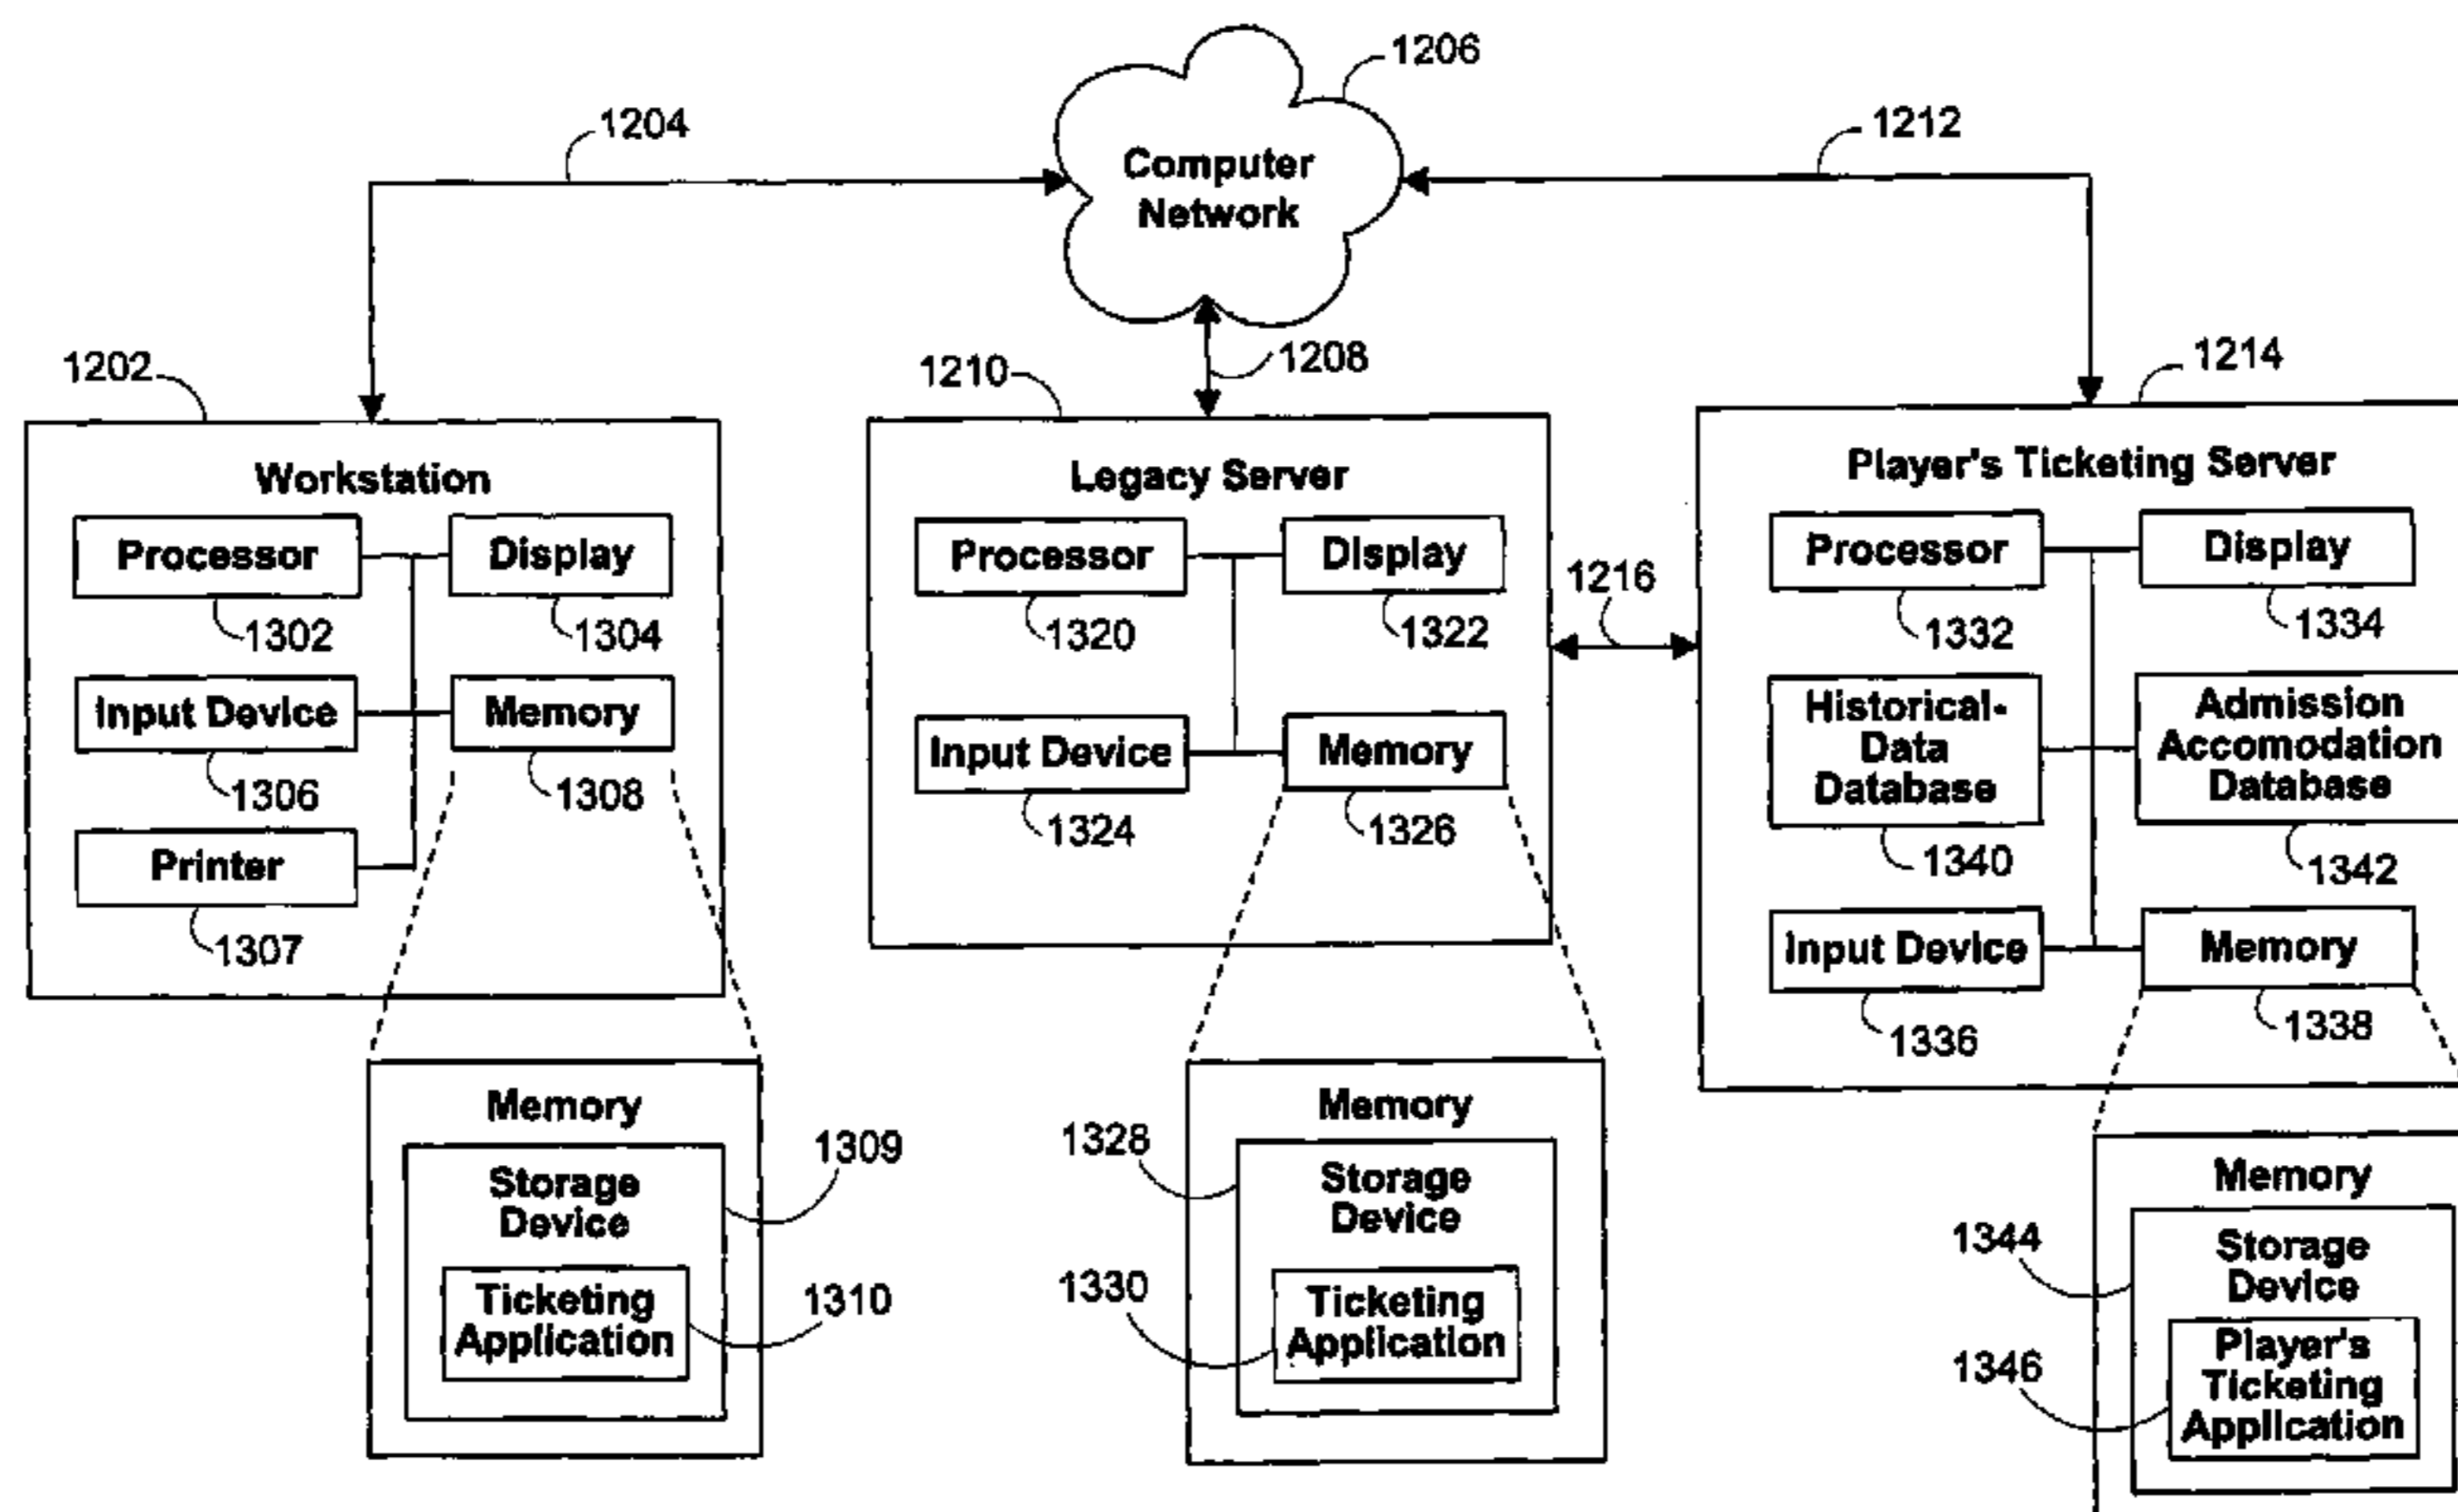 1206
1204
1212
Computer
Network
1208
1202
1210
1214
Workstation
Processor
Display
1302
1304
Input Device
Memory
1306
1308
Printer
1307
Legacy Server
Processor
Display
1320
1322
Input Device
Memory
1324
1326
1216
Player's Ticketing Server
Processor
Display
1332
1334
Historical-
Data
Database
Admission
Accomodation
Database
1340
1342
Input Device
Memory
1336
1338
Memory
Storage
Device
1309
Ticketing
Application
1310
Memory
1328
Storage
Device
1330
Ticketing
Application
Memory
1344
Storage
Device
1346
Player's
Ticketing
Application